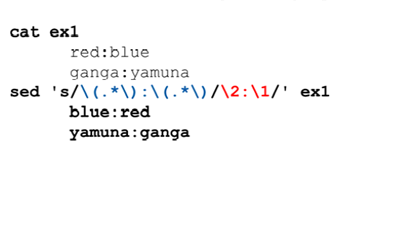 cat ex1
red:blue
ganga:yamuna
sed 's/\(.*\):\(.*\)/\2:\1/' ex1
blue:red
yamuna:ganga